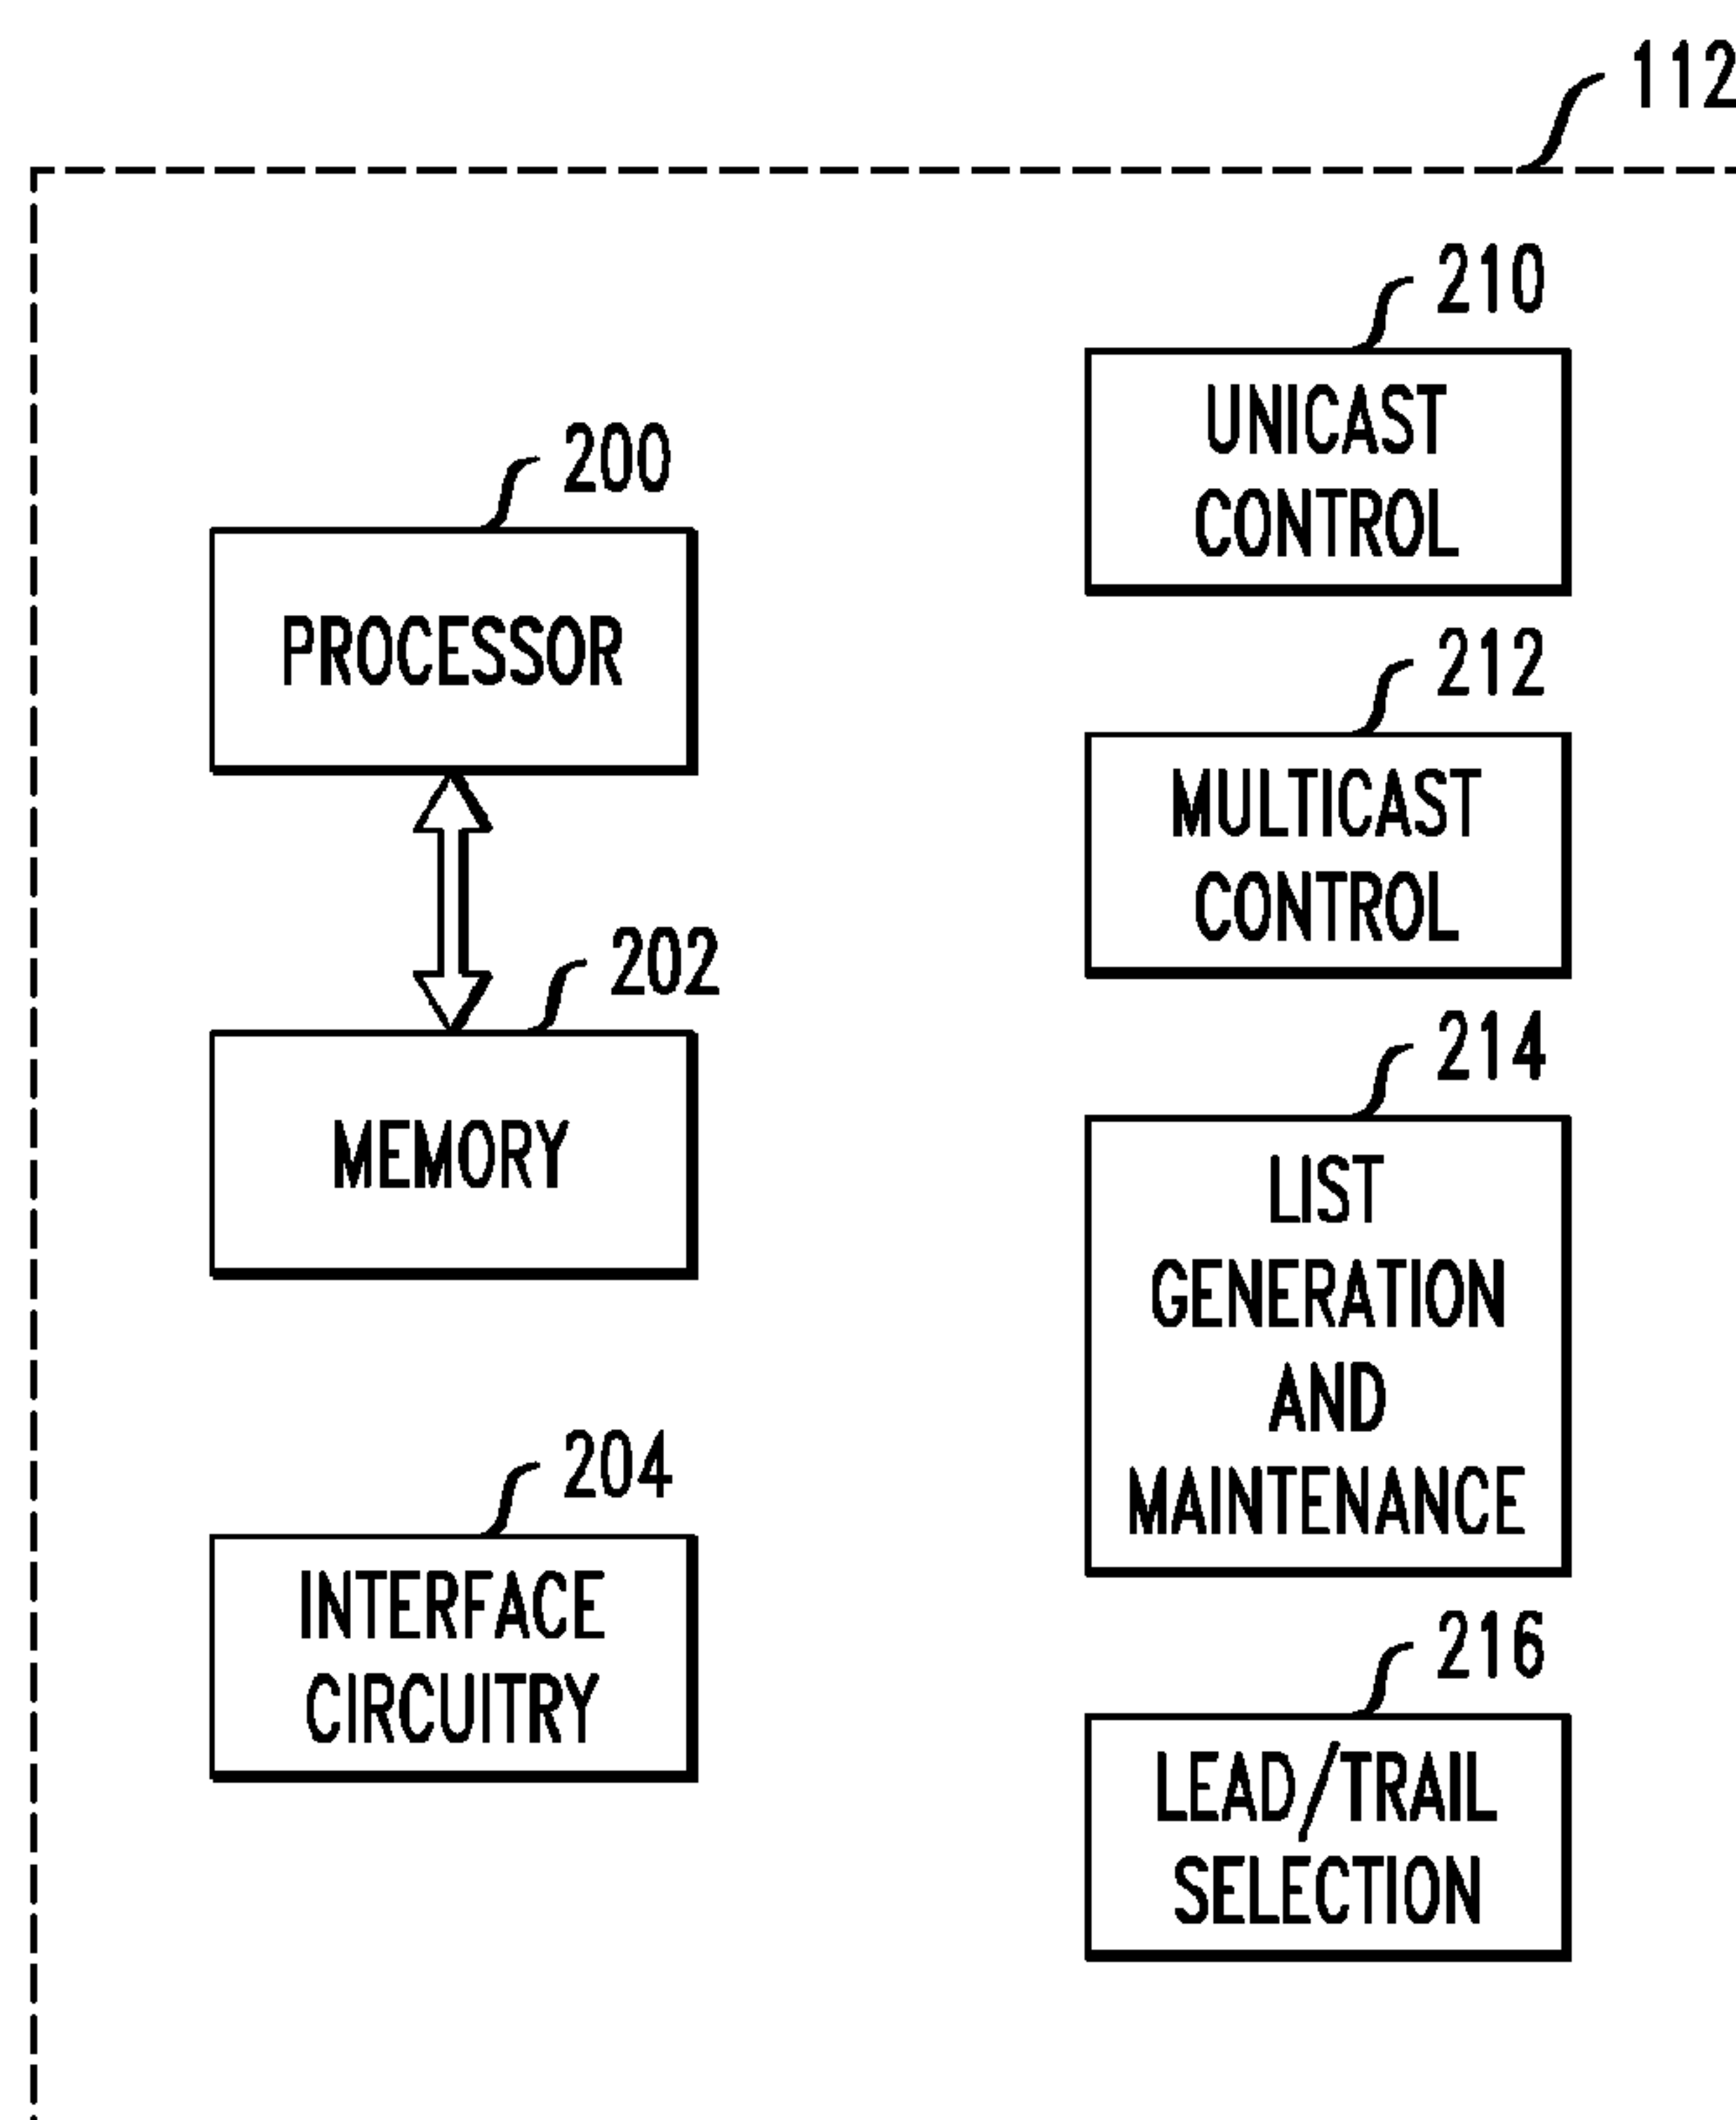 112
200
PROCESSOR
202
MEMORY
204
INTERFACE
CIRCUITRY
210
UNICAST
CONTROL
212
MULTICAST
CONTROL
214
LIST
GENERATION
AND
MAINTENANCE
216
LEAD/TRAIL
SELECTION